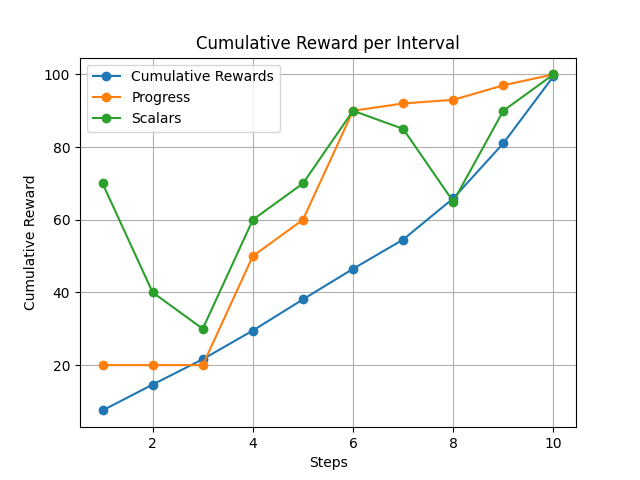 Cumulative Reward per Interval
Cumulative Rewards
Progress
Scalars
Cumulative Reward
100
80
60
40
20
2 4 6 8 10
Steps